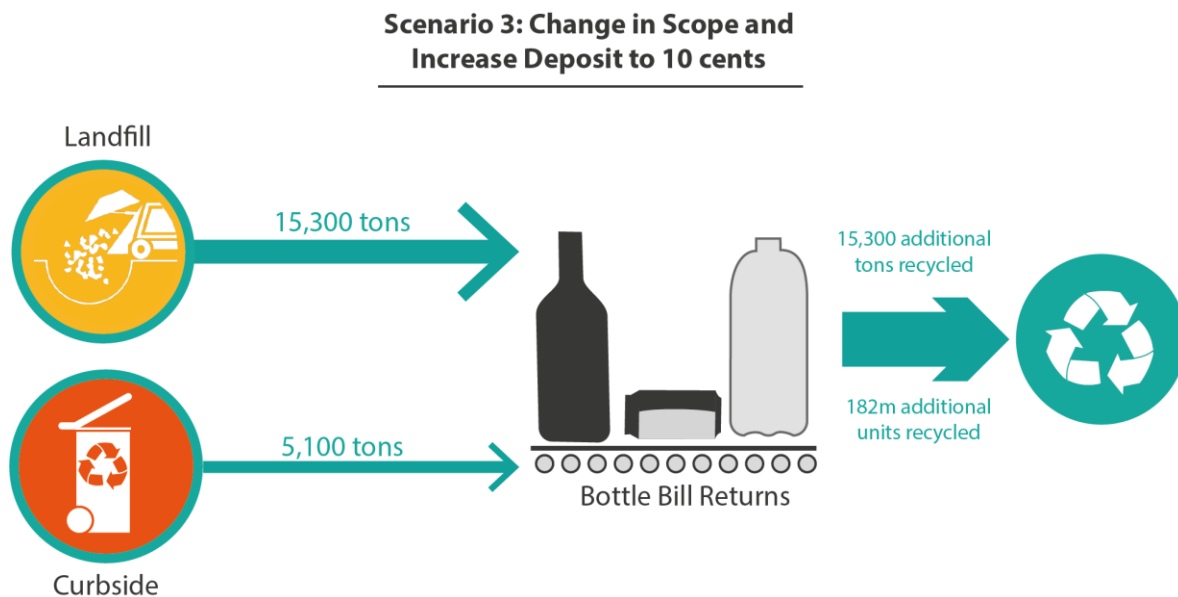 Scenario 3: Change in Scope and
Increase Deposit to 10 cents
Landfill
15,300 tons
15,300 additional
tons recycled
5,100 tons
182m additional
units recycled
Bottle Bill Returns
Curbside